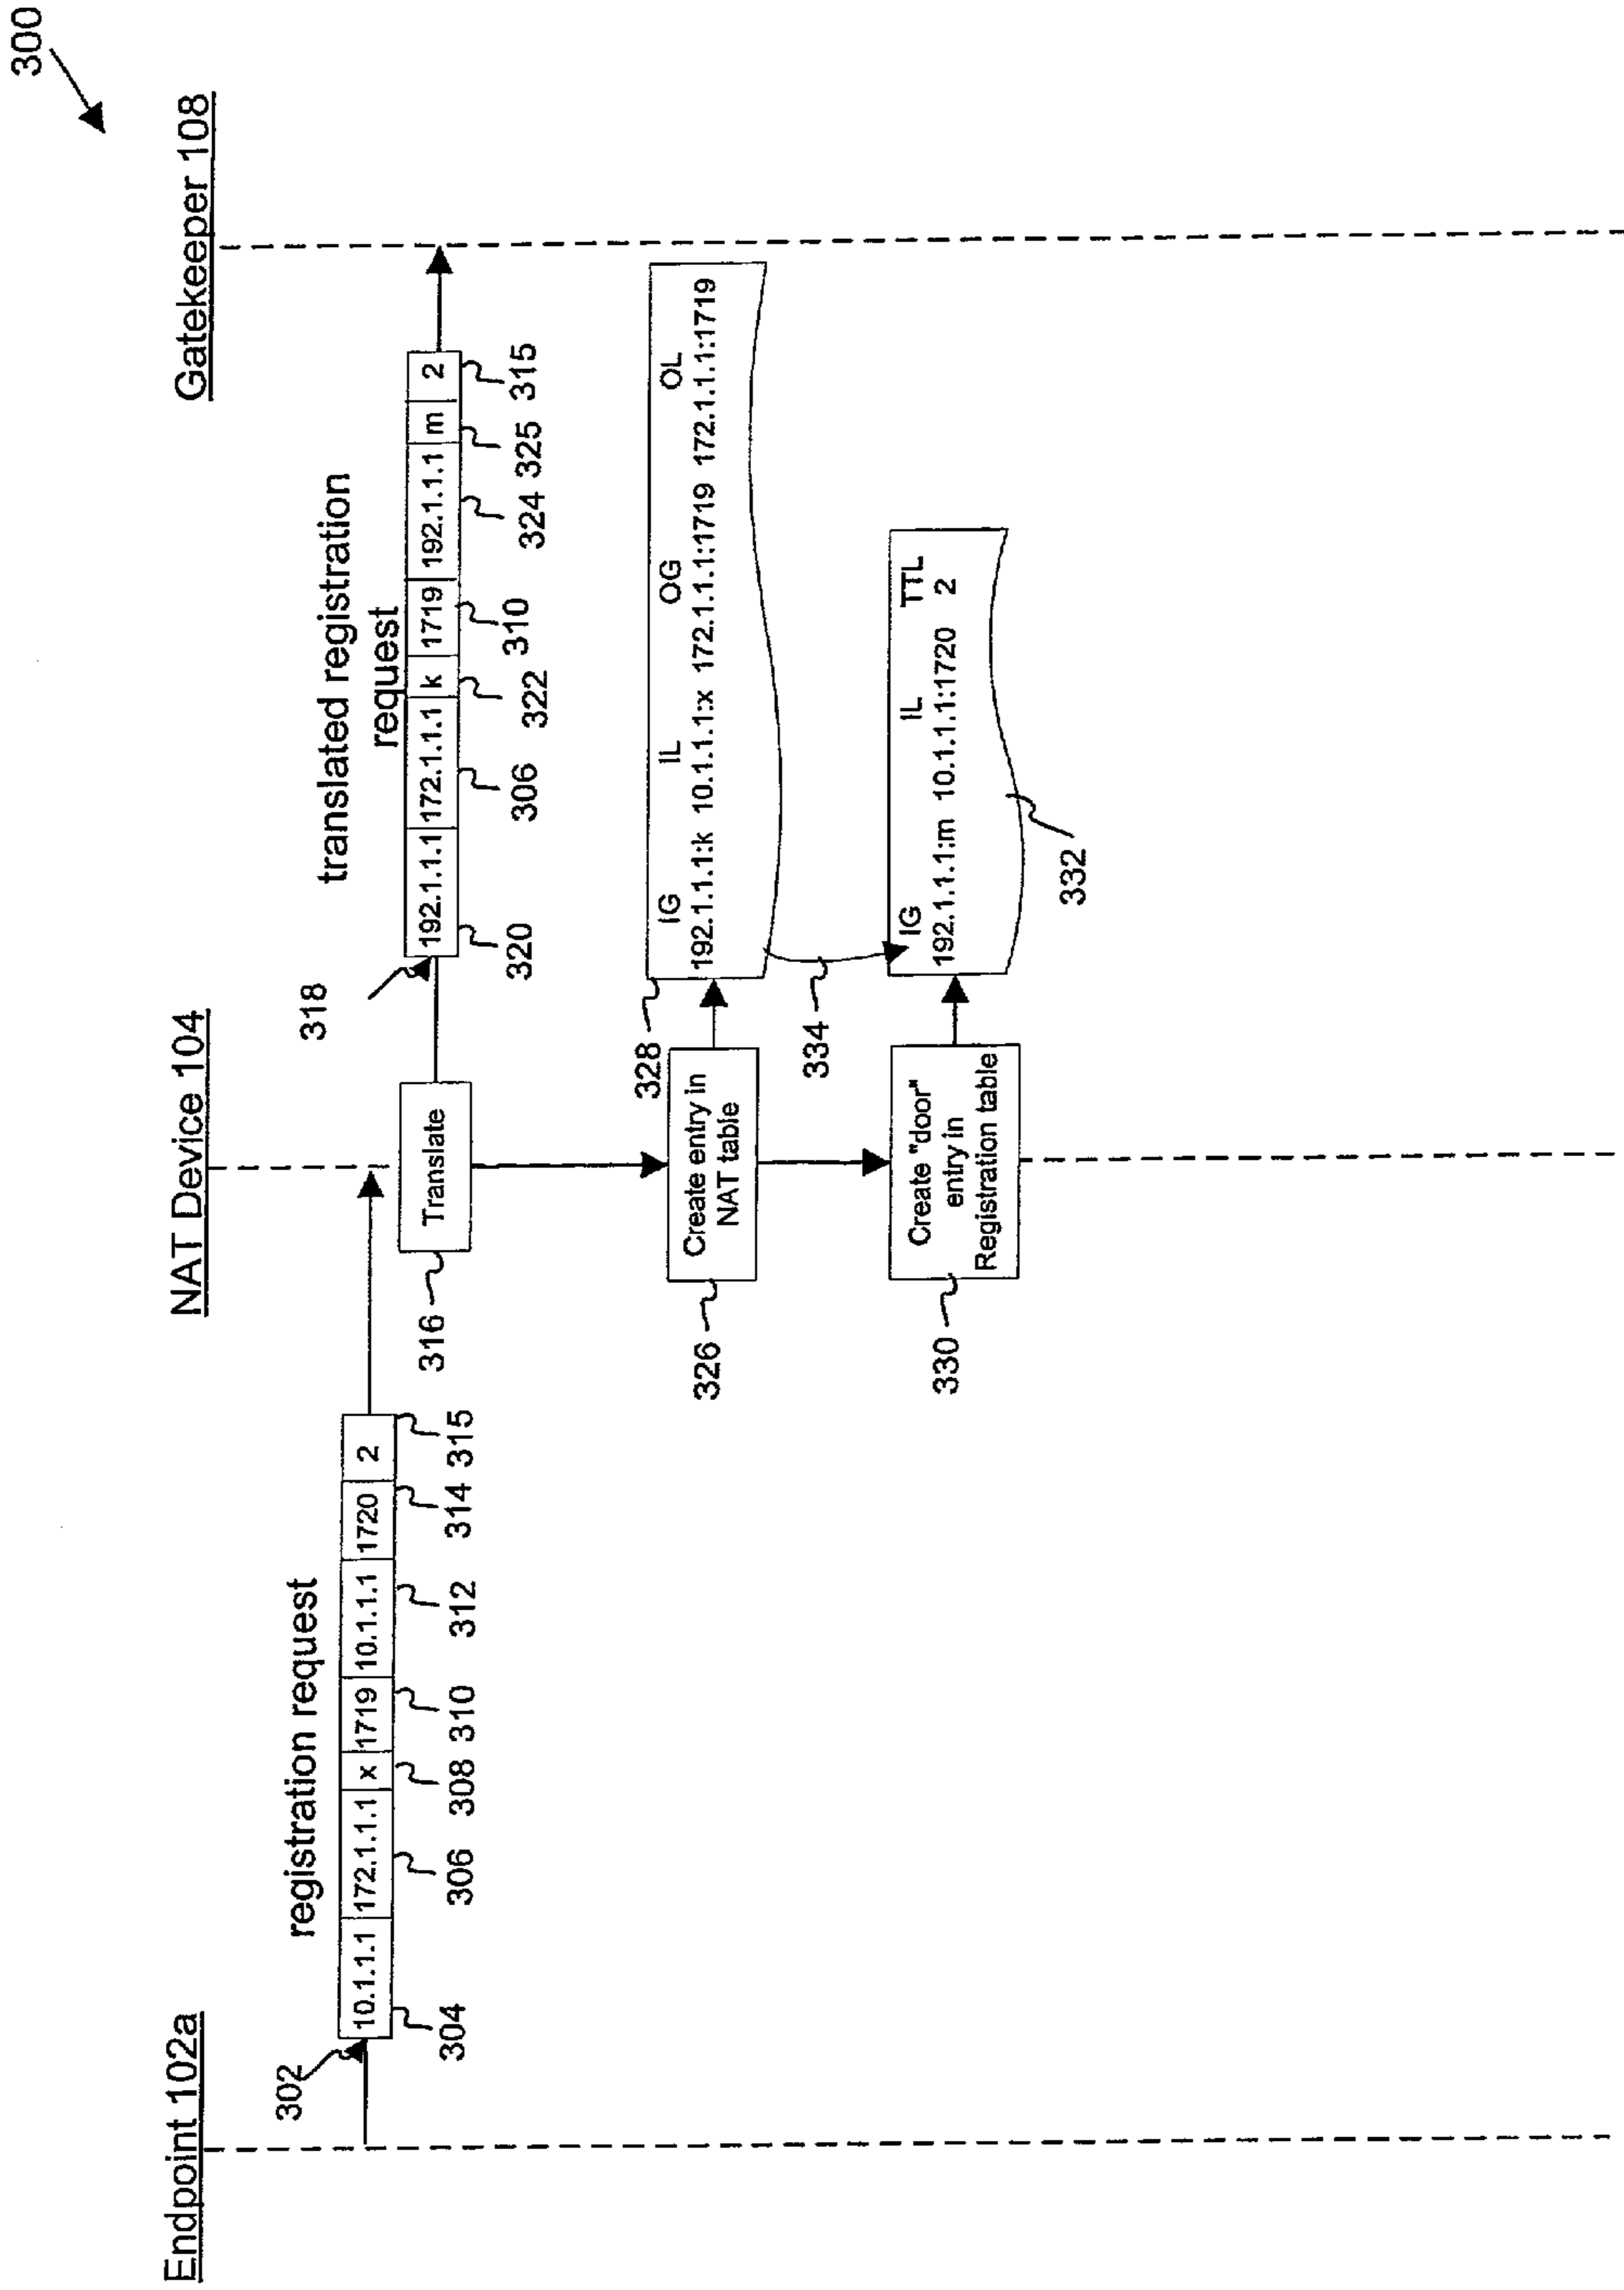 300
Endpoint 102a
NAT Device 104
Gatekeeper 108
registration request
302
10.1.1.1 172.1.1.1 x 1719 10.1.1.1 1720 2
304 306 308 310 312 314 315
translated registration
request
318
192.1.1.1 172.1.1.1 k 1719 192.1.1.1 m 2
320 306 322 310 324 325 315
316
Translate
326
Create entry in
NAT table
328
IG IL OG OL
192.1.1.1:k 10.1.1.1:x 172.1.1.1:1719 172.1.1.1:1719
334
330
Create "door"
entry in
Registration table
IG IL TTL
192.1.1.1:m 10.1.1.1:1720 2
332